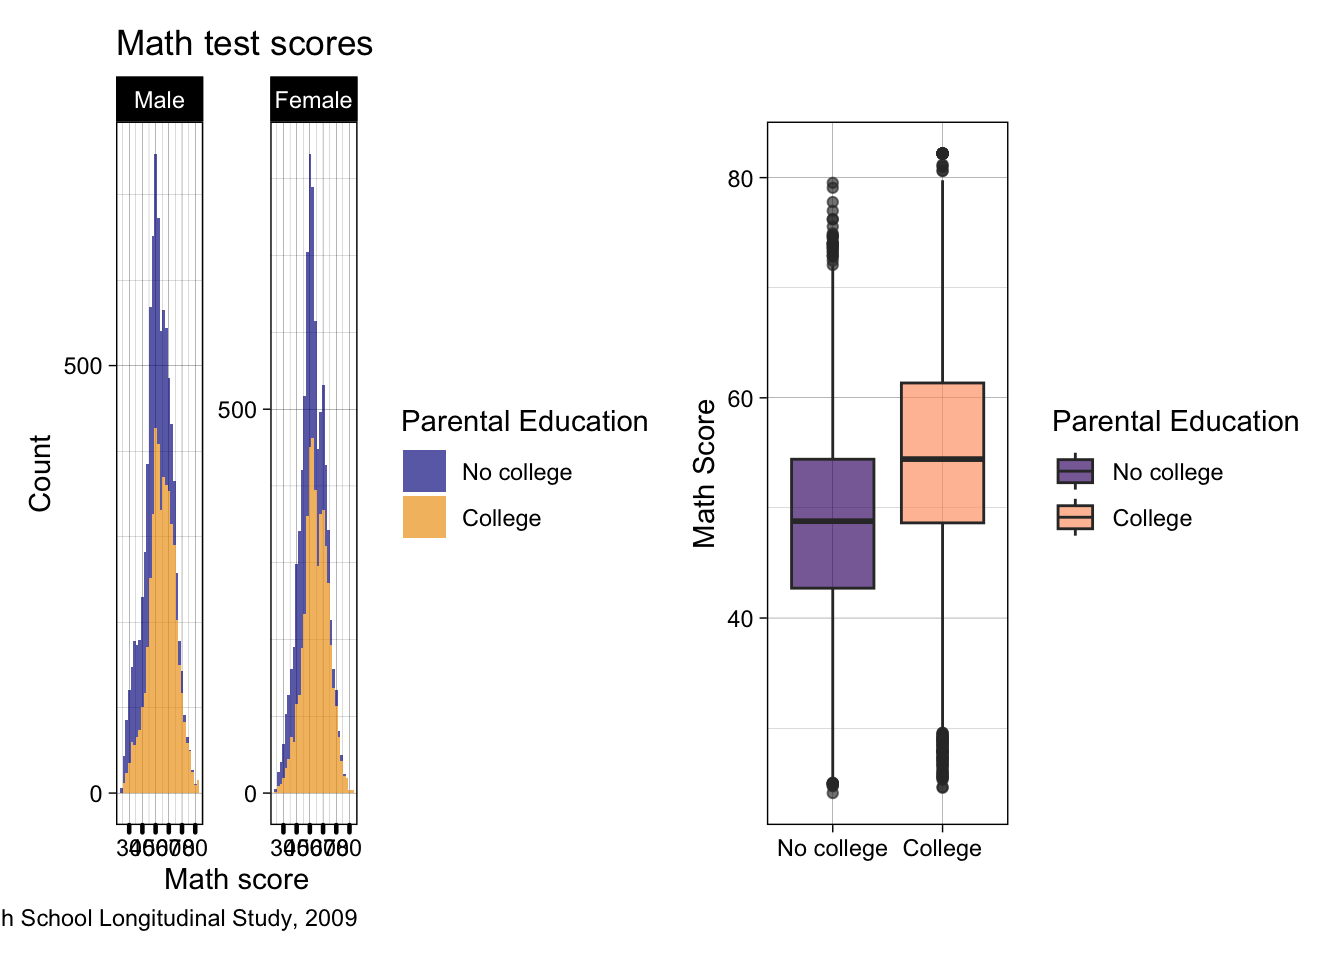 Math test scores
Male
Female
Count
500
0
500
0
Math score
h School Longitudinal Study, 2009
Parental Education
No college
College
Math Score
80
60
40
No college
College
Parental Education
No college
College